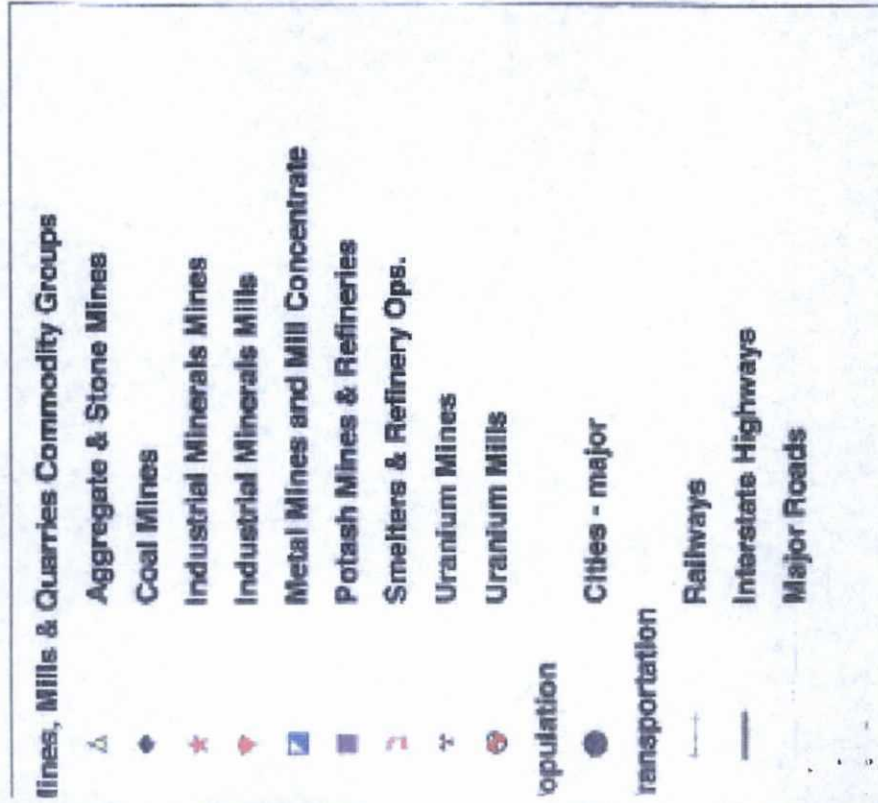 lines, Mills & Quarries Commodity Groups
Aggregate & Stone Mines
Coal Mines
Industrial Minerals Mines
Industrial Minerals Mills
Metal Mines and Mill Concentrate
Potash Mines & Refineries
Smelters & Refinery Ops.
Uranium Mines
Uranium Mills
opulation
Cities - major
ransportation
Railways
Interstate Highways
Major Roads